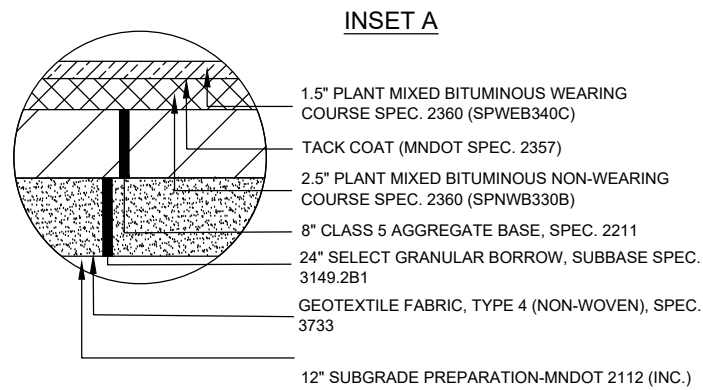 INSET A
1.5" PLANT MIXED BITUMINOUS WEARING
COURSE SPEC. 2360 (SPWEB340C)
TACK COAT (MNDOT SPEC. 2357)
2.5" PLANT MIXED BITUMINOUS NON-WEARING
COURSE SPEC. 2360 (SPNWB330B)
8" CLASS 5 AGGREGATE BASE, SPEC. 2211
24" SELECT GRANULAR BORROW, SUBBASE SPEC.
3149.2B1
GEOTEXTILE FABRIC, TYPE 4 (NON-WOVEN), SPEC.
3733
12" SUBGRADE PREPARATION-MNDOT 2112 (INC.)